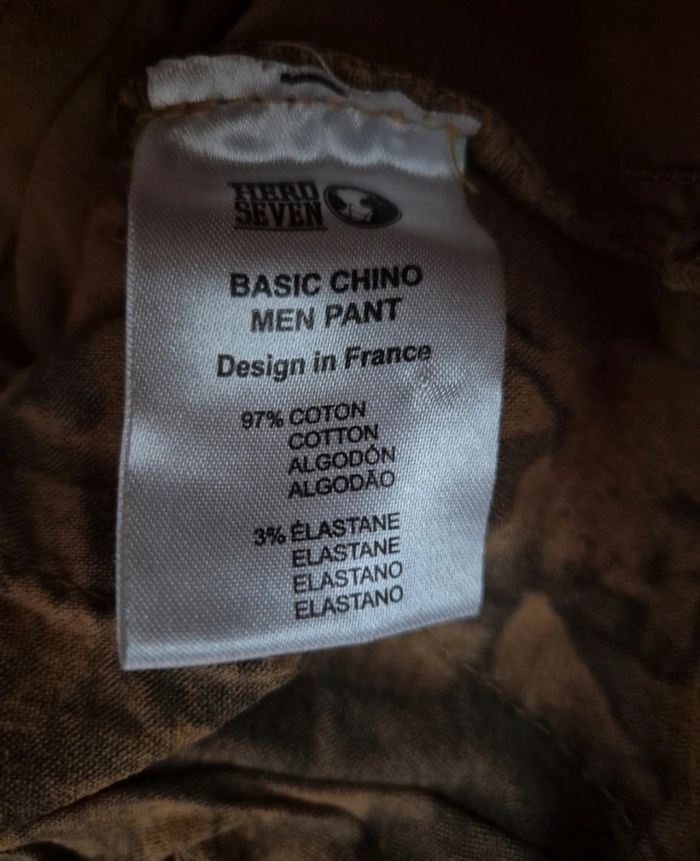 HERO
SEVEN
BASIC CHINO
MEN PANT
Design in France
97% COTON
COTTON
ALGODÓN
ALGODÃO
3% ÉLASTANE
ELASTANE
ELASTANO
ELASTANO